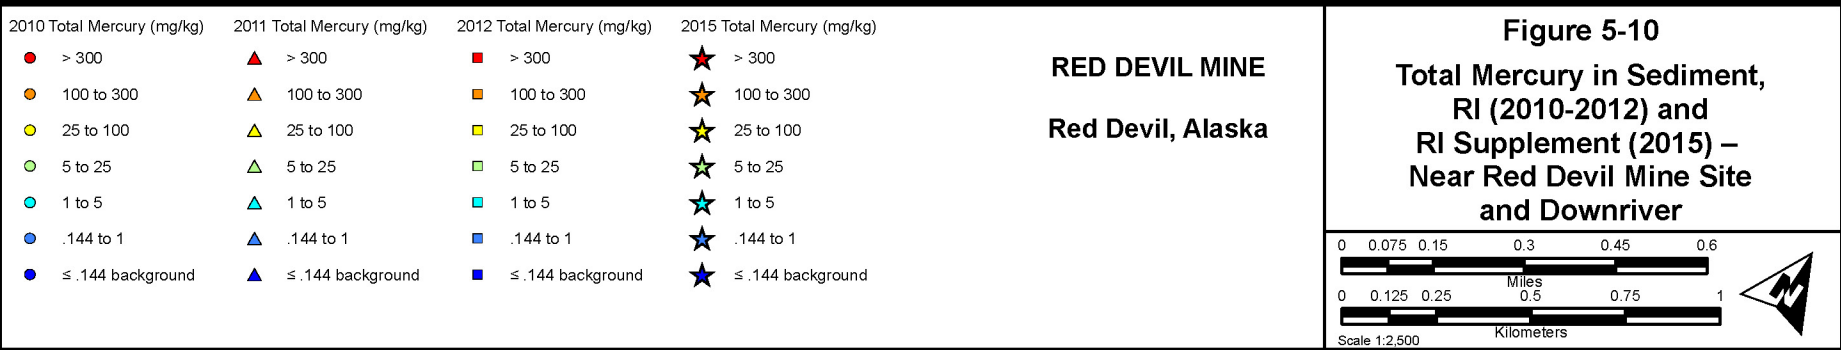 2010 Total Mercury (mg/kg)
> 300
100 to 300
25 to 100
5 to 25
1 to 5
.144 to 1
≤ .144 background
2011 Total Mercury (mg/kg)
> 300
100 to 300
25 to 100
5 to 25
1 to 5
.144 to 1
≤ .144 background
2012 Total Mercury (mg/kg)
> 300
100 to 300
25 to 100
5 to 25
1 to 5
.144 to 1
≤ .144 background
2015 Total Mercury (mg/kg)
> 300
100 to 300
25 to 100
5 to 25
1 to 5
.144 to 1
≤ .144 background
RED DEVIL MINE
Red Devil, Alaska
Figure 5-10
Total Mercury in Sediment,
RI (2010-2012) and
RI Supplement (2015) –
Near Red Devil Mine Site
and Downriver
0 0.075 0.15 0.3 0.45 0.6
Miles
0 0.125 0.25 0.5 0.75 1
Kilometers
Scale 1:2,500
N